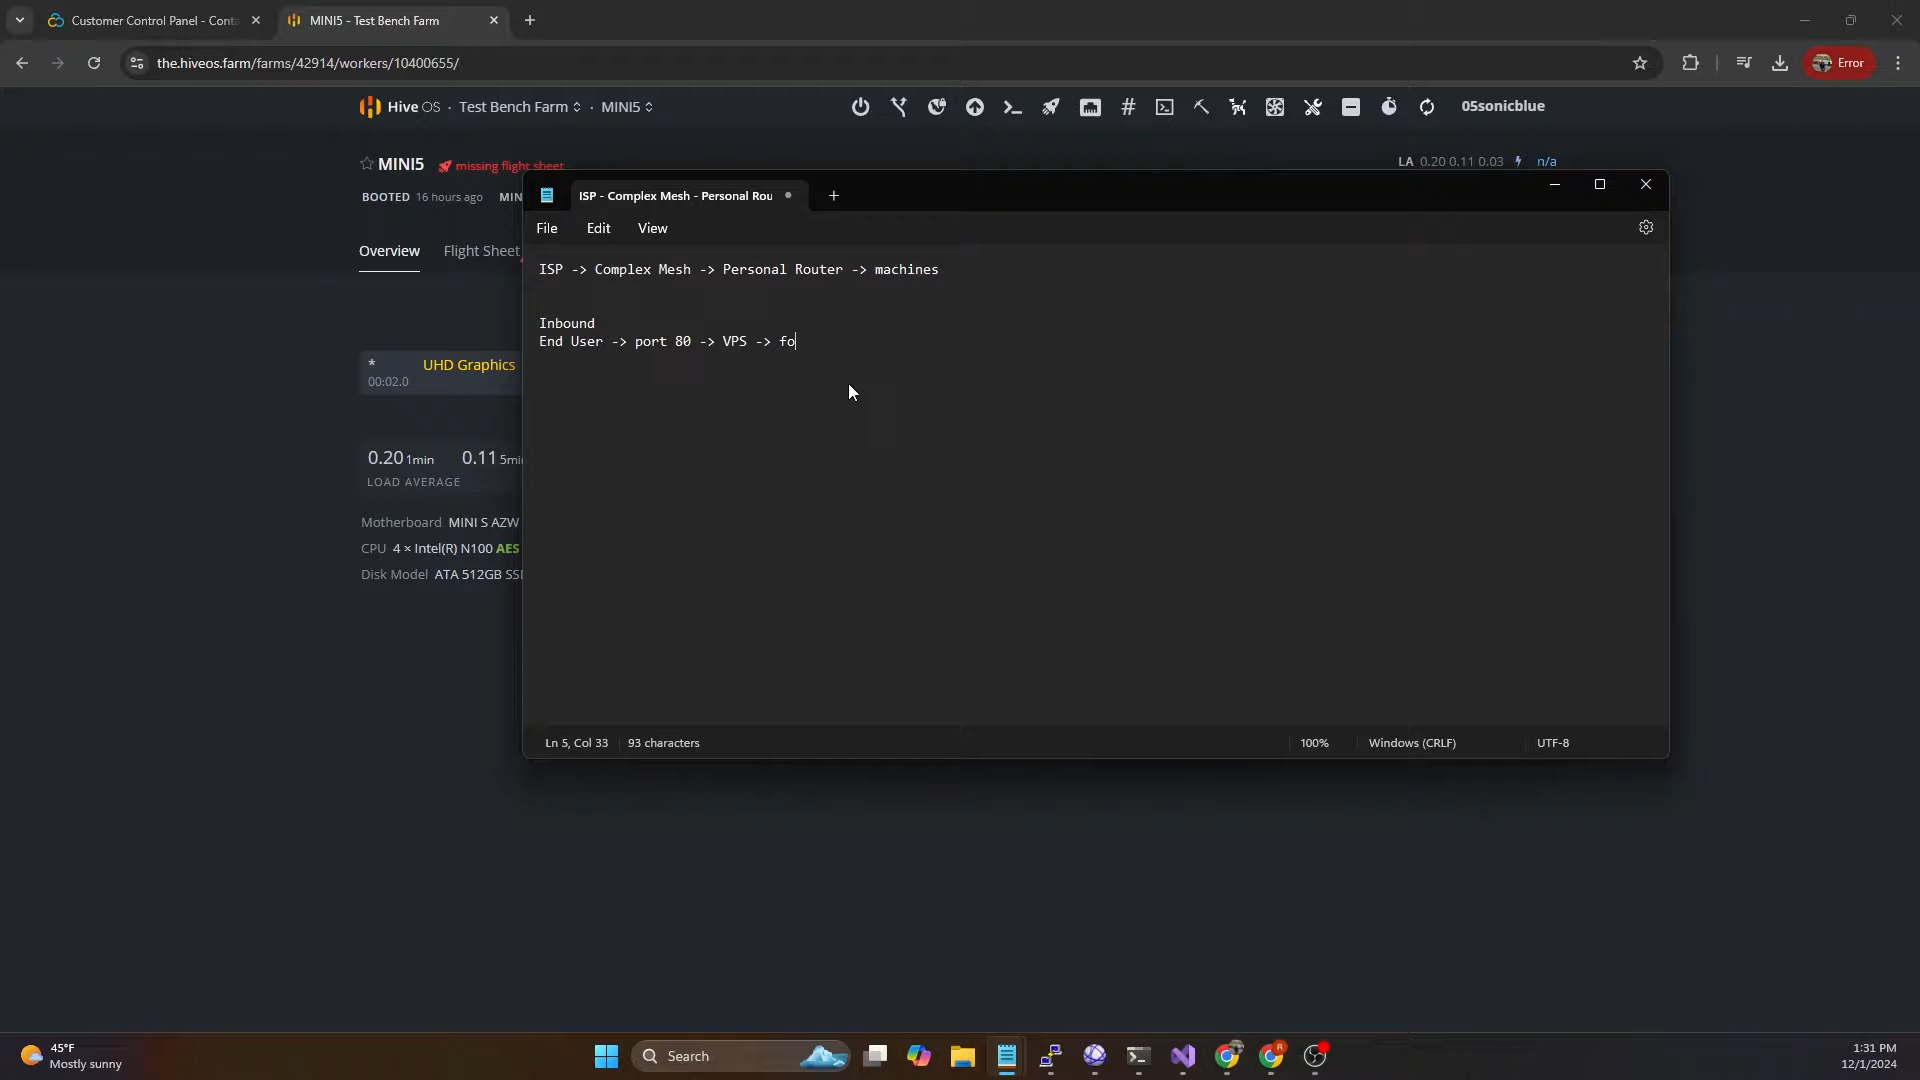 Customer Control Panel - Conta
MINI5 - Test Bench Farm
the.hiveos.farm/farms/42914/workers/10400655/
Error
Hive OS · Test Bench Farm · MINI5
05sonicblue
MINI5 missing flight sheet
LA 0.20 0.11 0.03 n/a
BOOTED 16 hours ago MIN
ISP - Complex Mesh - Personal Rou
File Edit View
Overview Flight Sheet
ISP -> Complex Mesh -> Personal Router -> machines
Inbound
End User -> port 80 -> VPS -> fo
* UHD Graphics
00:02.0
0.20 1min 0.11 5min
LOAD AVERAGE
Motherboard MINI S AZW
CPU 4 × Intel(R) N100 AES
Disk Model ATA 512GB SSD
Ln 5, Col 33 93 characters 100% Windows (CRLF) UTF-8
45°F
Mostly sunny
Search
R
1:31 PM
12/1/2024